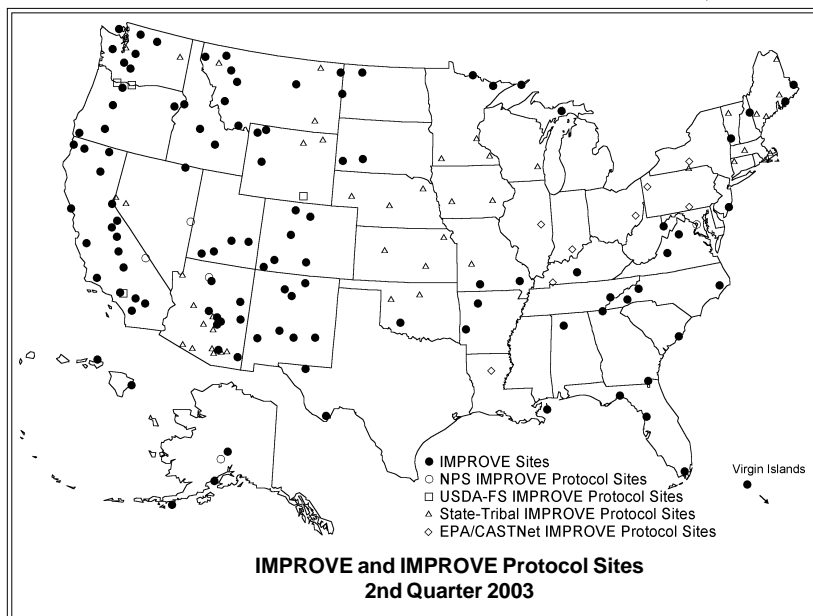 Virgin Islands
IMPROVE Sites
NPS IMPROVE Protocol Sites
USDA-FS IMPROVE Protocol Sites
State-Tribal IMPROVE Protocol Sites
EPA/CASTNet IMPROVE Protocol Sites
IMPROVE and IMPROVE Protocol Sites
2nd Quarter 2003